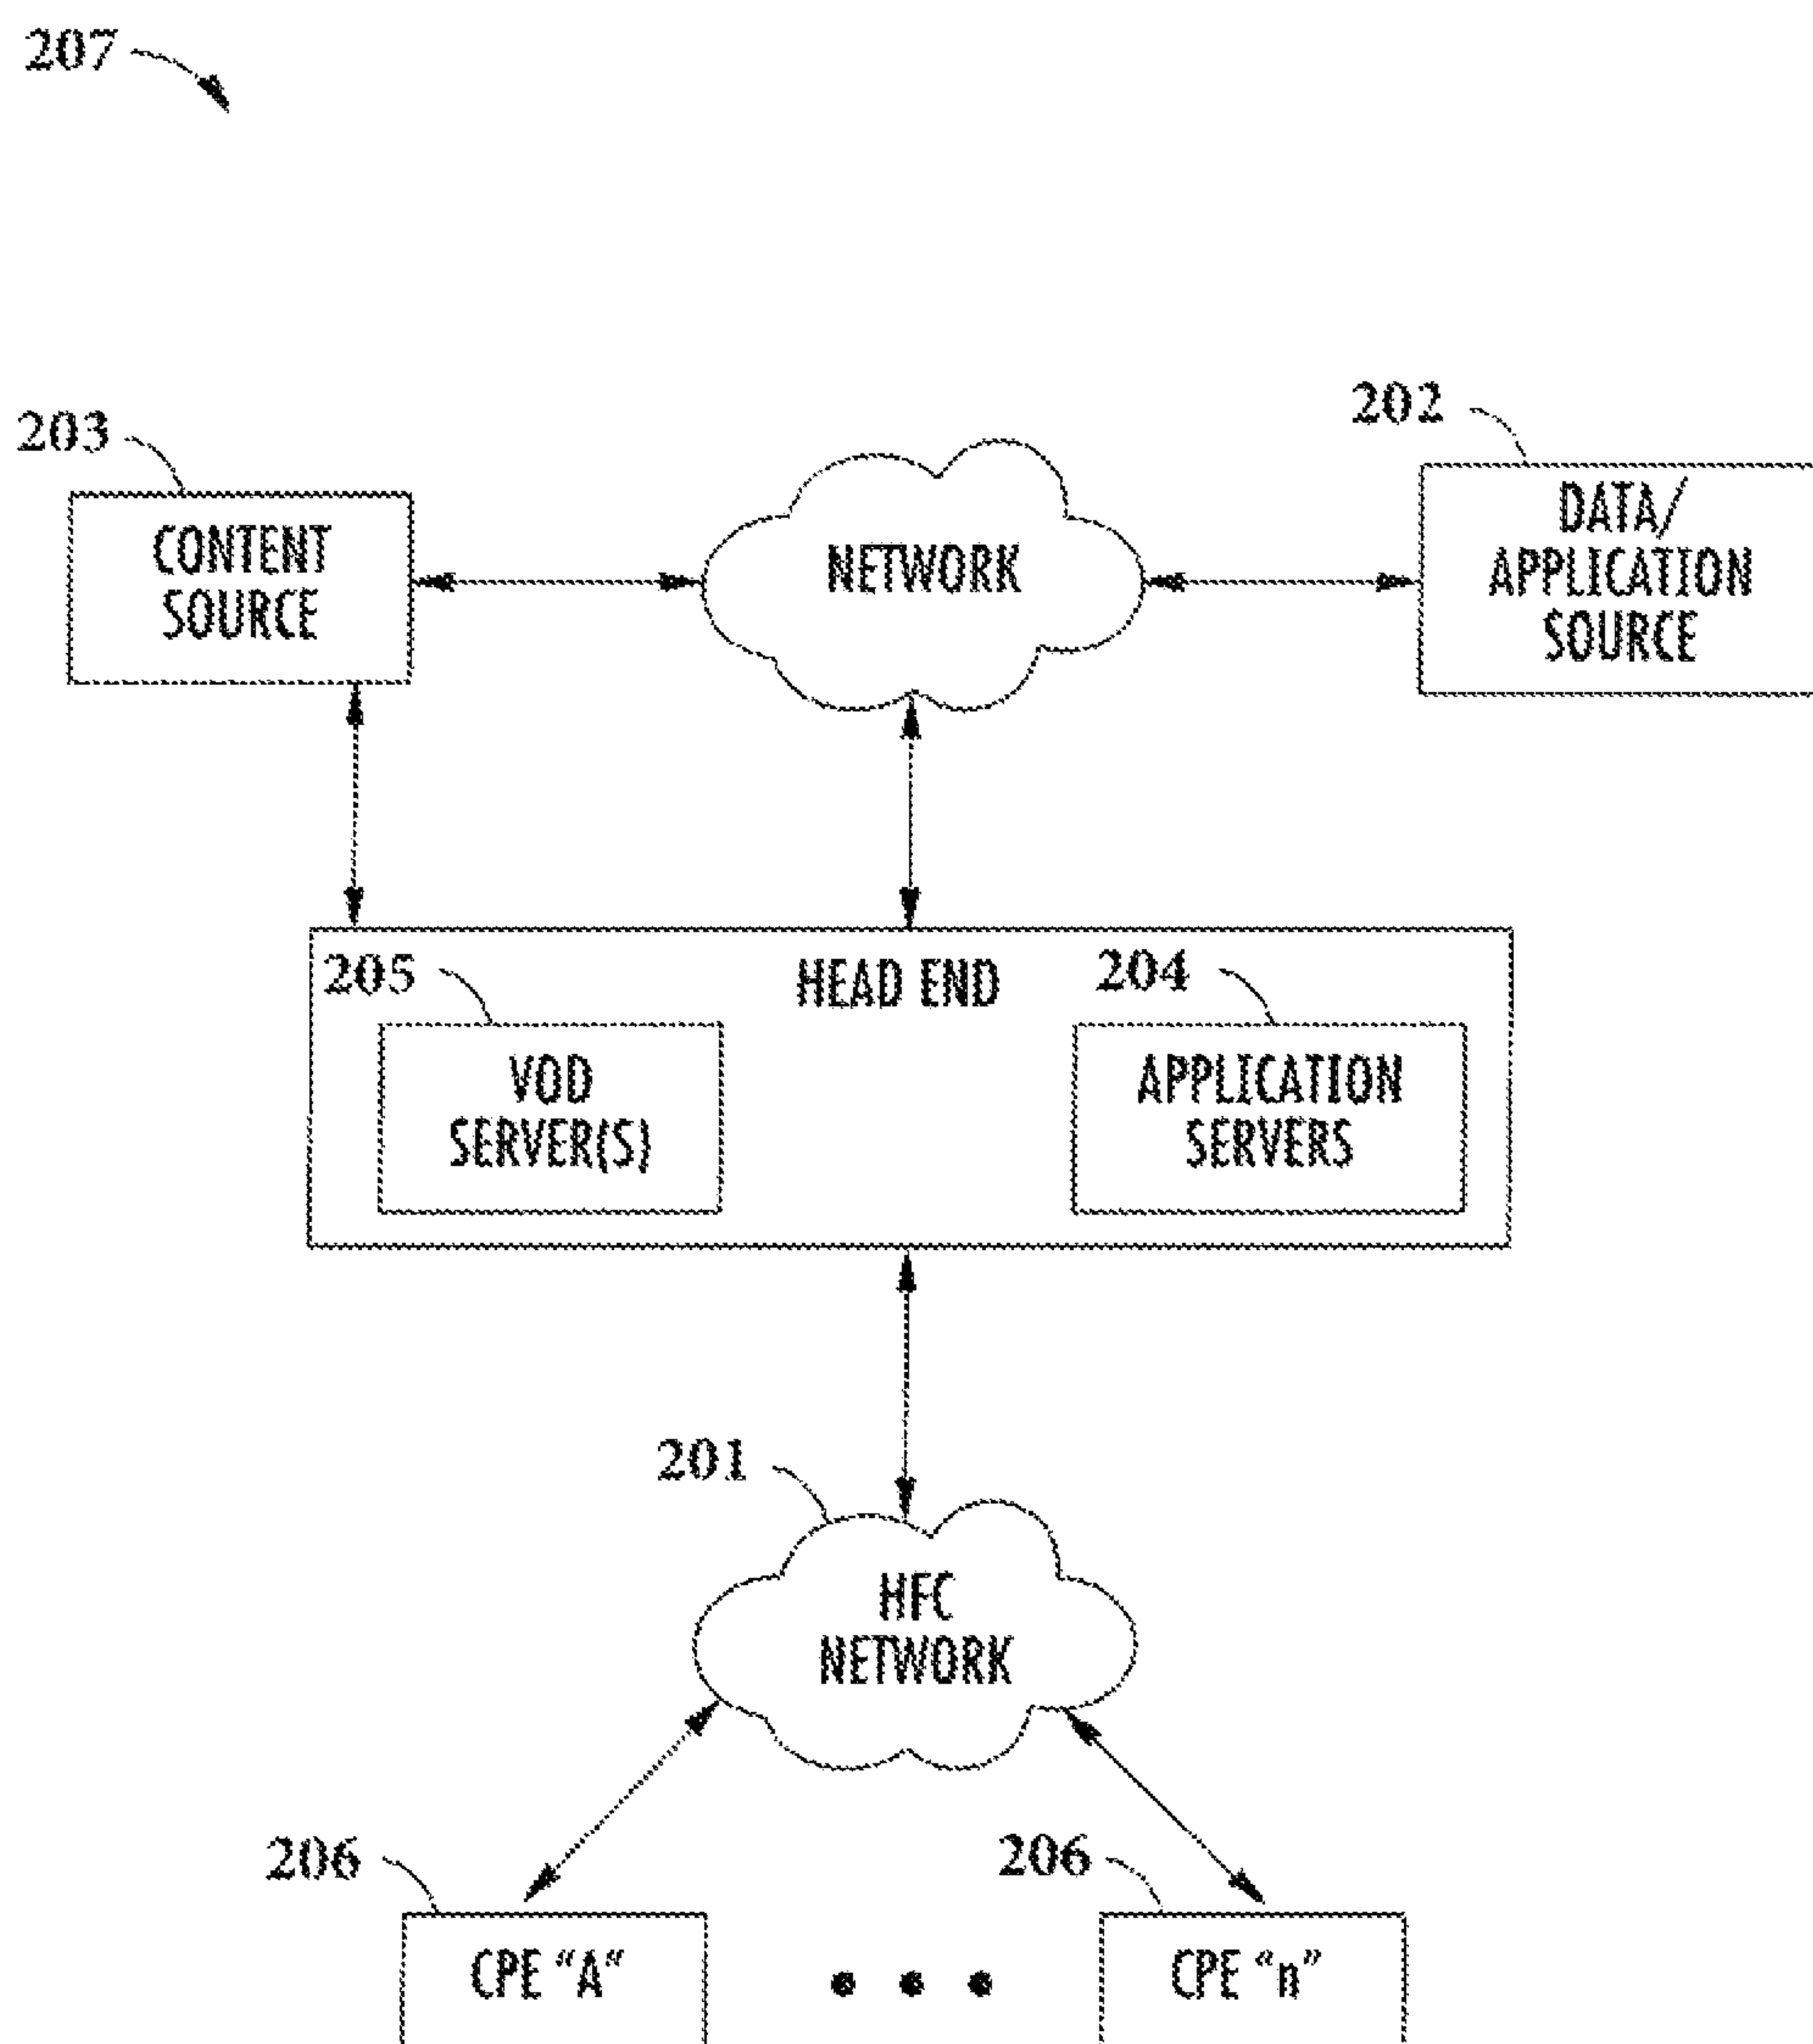 207
203
202
CONTENT
SOURCE
NETWORK
DATA/
APPLICATION
SOURCE
205
HEAD END
204
VOD
SERVER(S)
APPLICATION
SERVERS
201
HFC
NETWORK
206
206
CPE “A“
CPE “n”